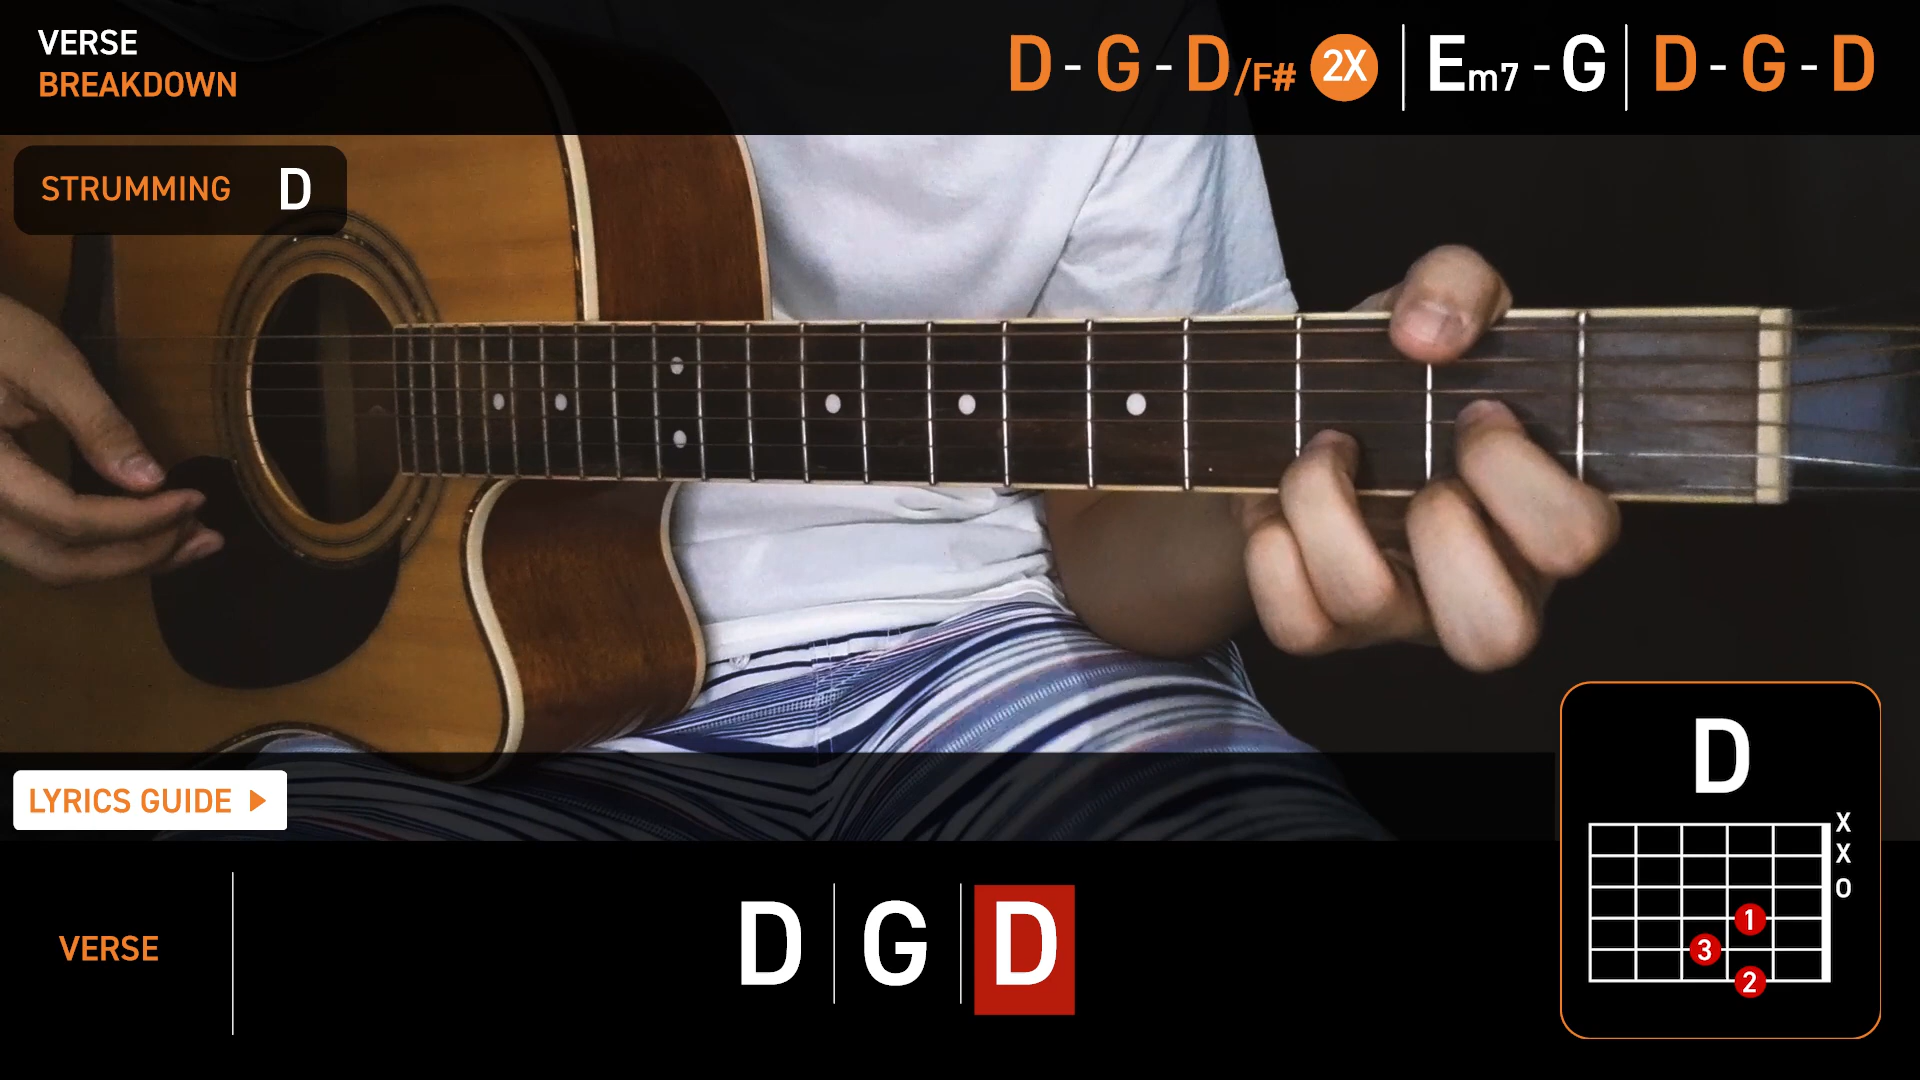 VERSE
BREAKDOWN
D - G - D/F# 2X | Em7 - G | D - G - D
STRUMMING D
LYRICS GUIDE
D
X
X
O
1
3
2
VERSE
D | G | D